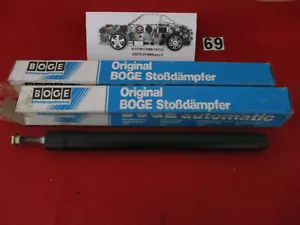 69
BOGE
Original
BOGE Stoßdämpfer
BOGE
Original
BOGE Stoßdämpfer
BOGE automatic